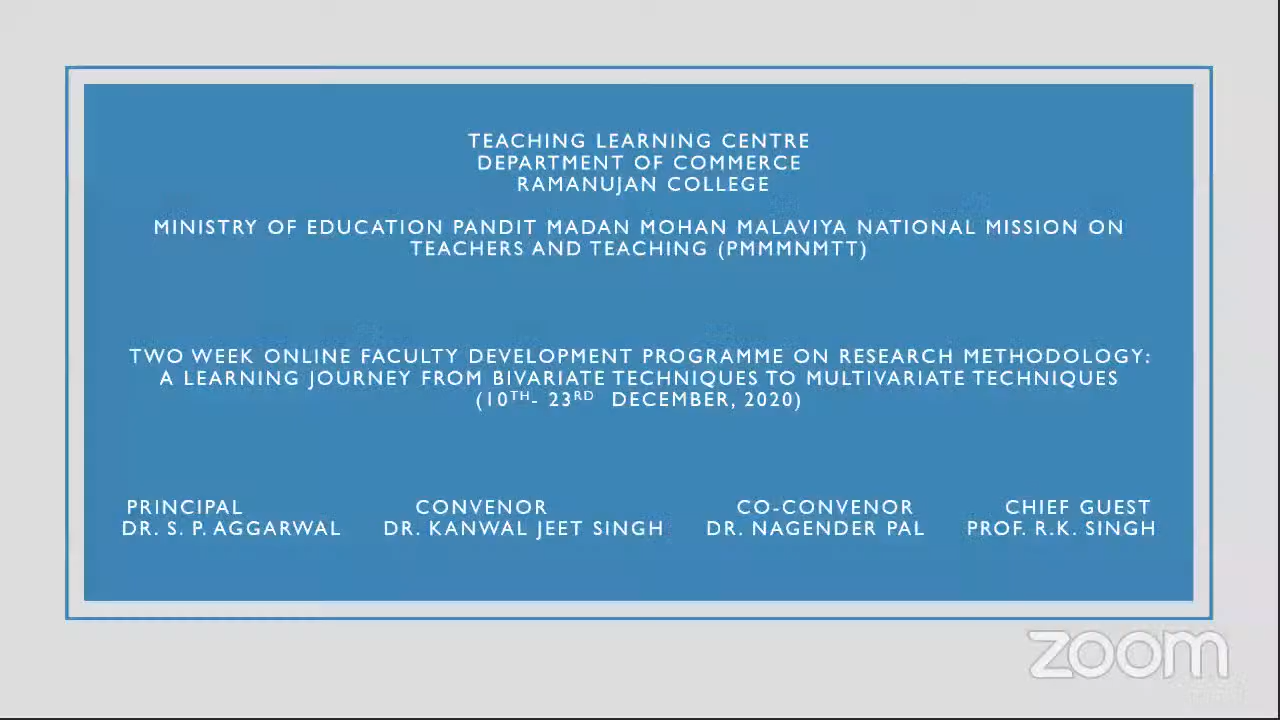 TEACHING LEARNING CENTRE
DEPARTMENT OF COMMERCE
RAMANUJAN COLLEGE
MINISTRY OF EDUCATION PANDIT MADAN MOHAN MALAVIYA NATIONAL MISSION ON
TEACHERS AND TEACHING (PMMMNMTT)
TWO WEEK ONLINE FACULTY DEVELOPMENT PROGRAMME ON RESEARCH METHODOLOGY:
A LEARNING JOURNEY FROM BIVARIATE TECHNIQUES TO MULTIVARIATE TECHNIQUES
(10TH- 23RD DECEMBER, 2020)
PRINCIPAL CONVENOR CO-CONVENOR CHIEF GUEST
DR. S. P. AGGARWAL DR. KANWAL JEET SINGH DR. NAGENDER PAL PROF. R.K. SINGH
zoom